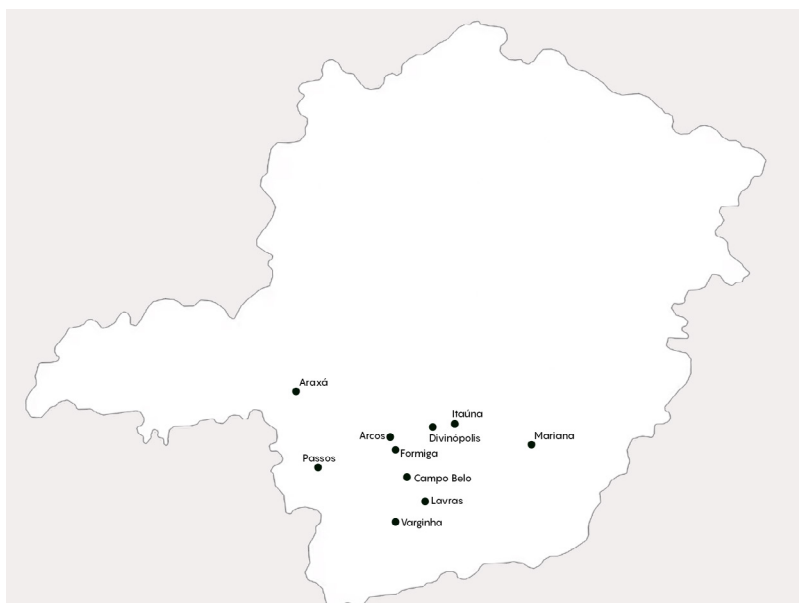 Araxá
Itaúna
Arcos
Divinópolis
Mariana
Formiga
Passos
Campo Belo
Lavras
Varginha